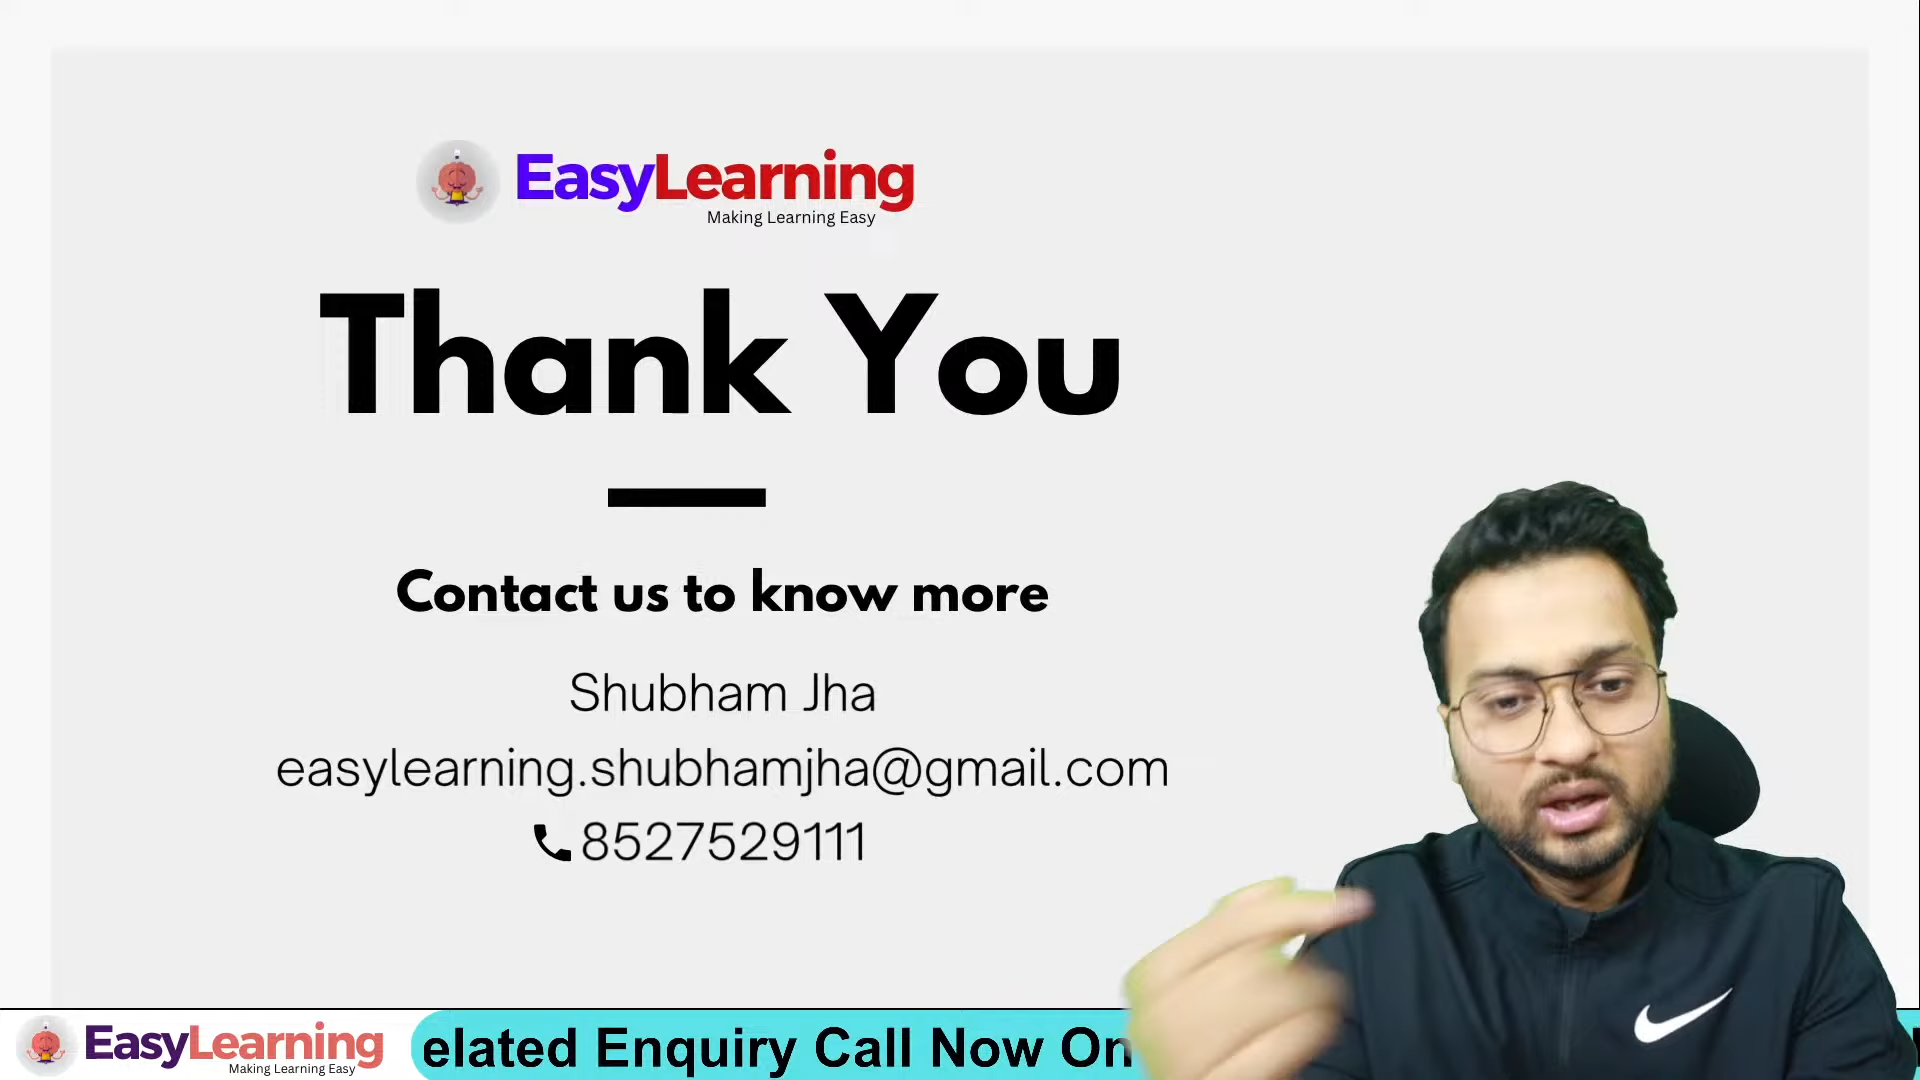 EasyLearning
Making Learning Easy
Thank You
Contact us to know more
Shubham Jha
easylearning.shubhamjha@gmail.com
8527529111
EasyLearning
Making Learning Easy
elated Enquiry Call Now On